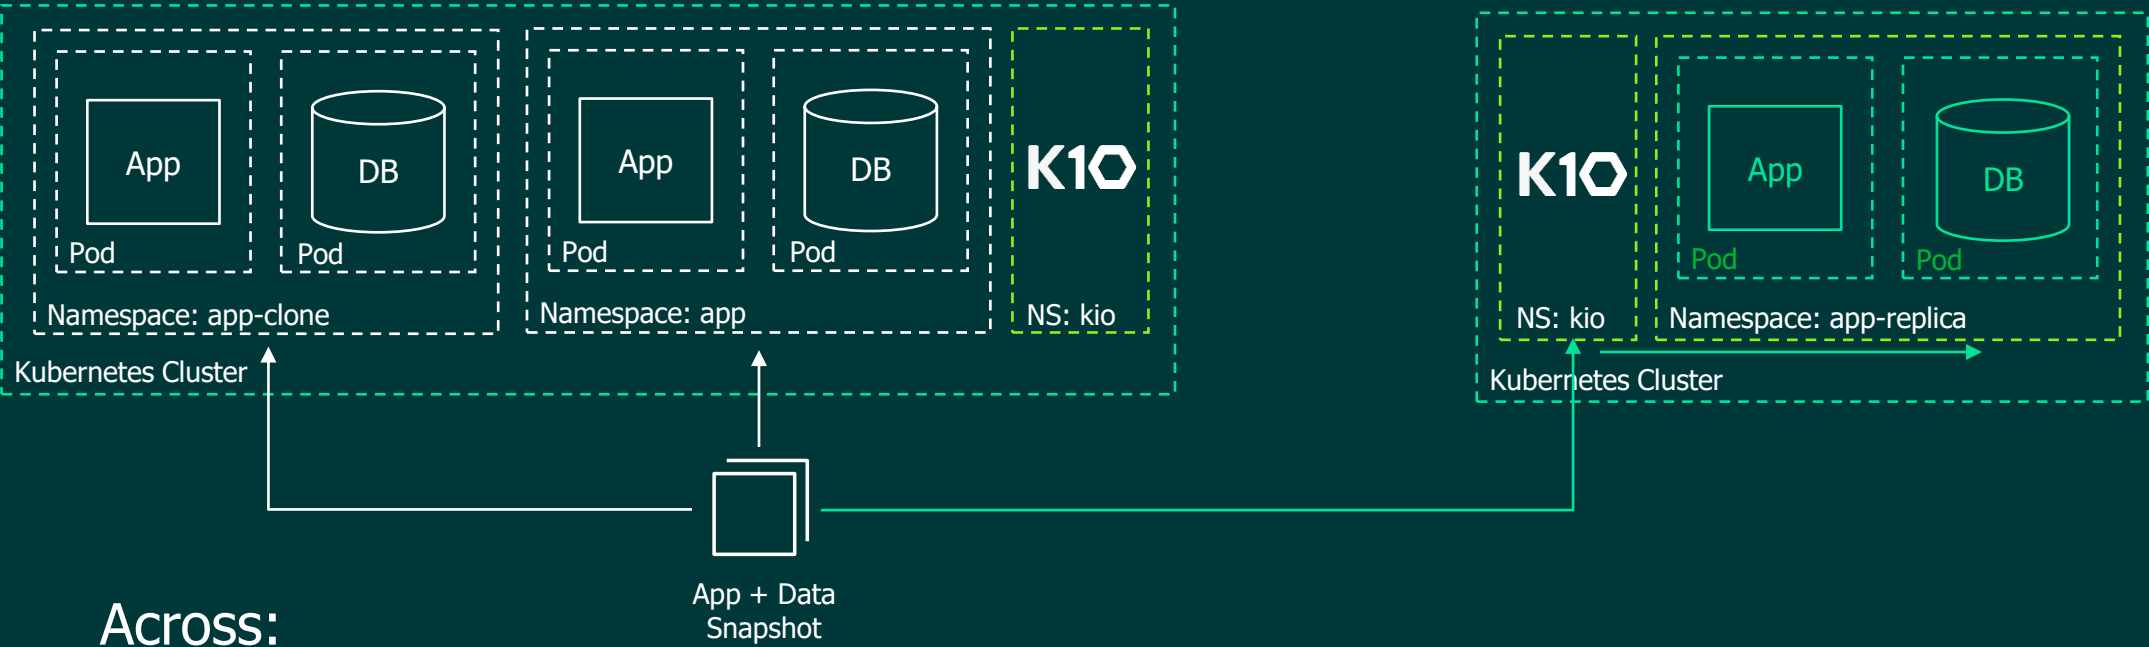 App
DB
Pod
Pod
Namespace: app-clone
App
DB
Pod
Pod
Namespace: app
K10
NS: kio
Kubernetes Cluster
K10
NS: kio
App
DB
Pod
Pod
Namespace: app-replica
Kubernetes Cluster
App + Data
Snapshot
Across: